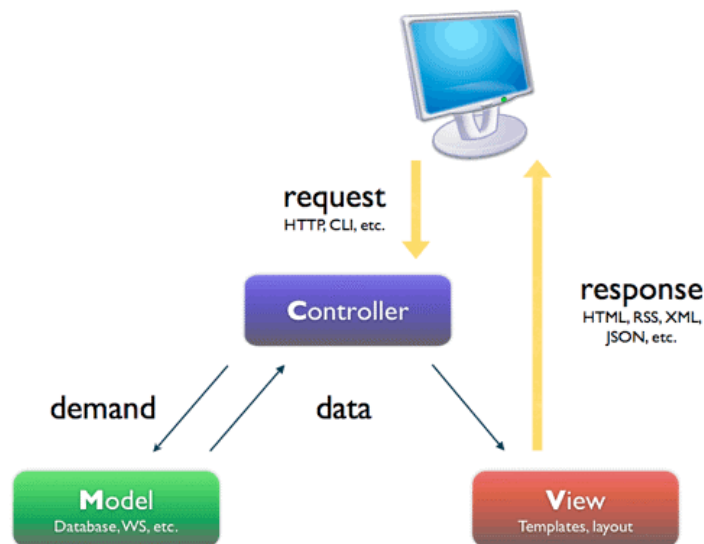 request
HTTP, CLI, etc.
Controller
response
HTML, RSS, XML,
JSON, etc.
demand
data
Model
Database, WS, etc.
View
Templates, layout